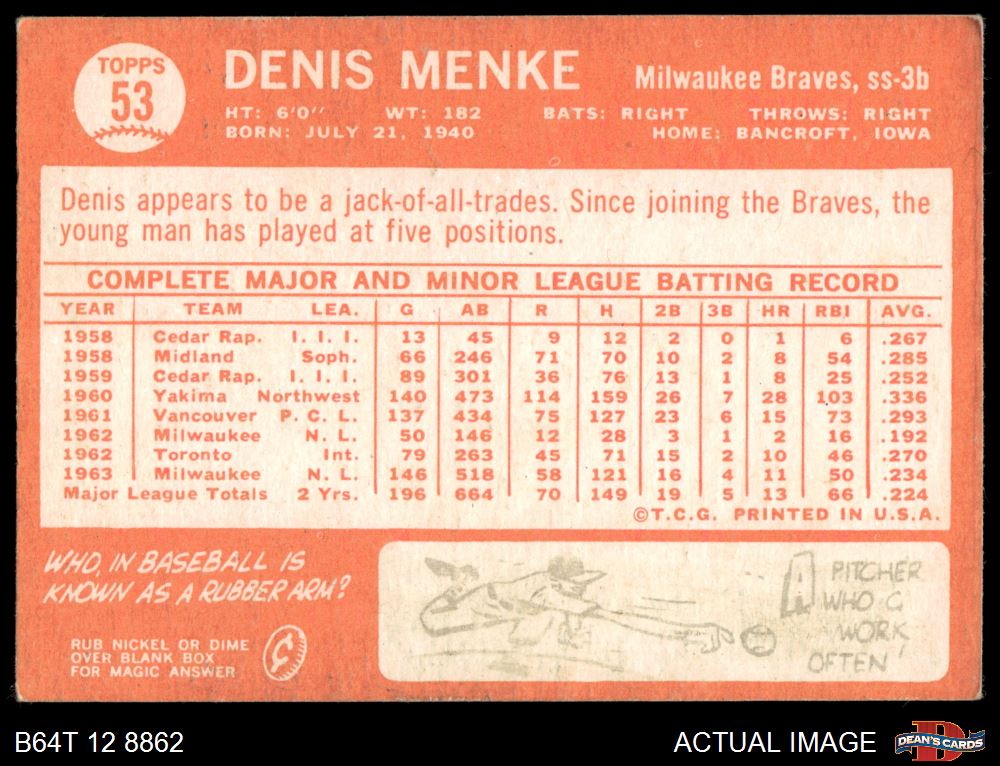 TOPPS
53
DENIS MENKE
Milwaukee Braves, ss-3b
HT: 6'0" WT: 182 BATS: RIGHT THROWS: RIGHT
BORN: JULY 21, 1940 HOME: BANCROFT, IOWA
Denis appears to be a jack-of-all-trades. Since joining the Braves, the
young man has played at five positions.
COMPLETE MAJOR AND MINOR LEAGUE BATTING RECORD
YEAR TEAM LEA. G AB R H 2B 3B HR RBI AVG.
1958 Cedar Rap. I. I. I. 13 45 9 12 2 0 1 6 .267
1958 Midland Soph. 66 246 71 70 10 2 8 54 .285
1959 Cedar Rap. I. I. I. 89 301 36 76 13 1 8 25 .252
1960 Yakima Northwest 140 473 114 159 26 7 28 103 .336
1961 Vancouver P. C. L. 137 434 75 127 23 6 15 73 .293
1962 Milwaukee N. L. 50 146 12 28 3 1 2 16 .192
1962 Toronto Int. 79 263 45 71 15 2 10 46 .270
1963 Milwaukee N. L. 146 518 58 121 16 4 11 50 .234
Major League Totals 2 Yrs. 196 664 70 149 19 5 13 66 .224
©T.C.G. PRINTED IN U.S.A.
WHO, IN BASEBALL IS
KNOWN AS A RUBBER ARM?
RUB NICKEL OR DIME
OVER BLANK BOX
FOR MAGIC ANSWER
A PITCHER
WHO C
WORK
OFTEN
B64T 12 8862
ACTUAL IMAGE
DEAN'S CARDS